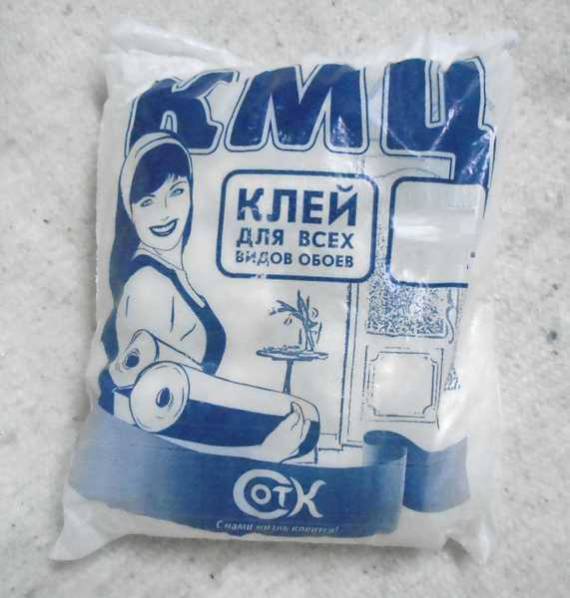 КМЦ
КЛЕЙ
ДЛЯ ВСЕХ
ВИДОВ ОБОЕВ
СотК
С нами жизнь клеится!